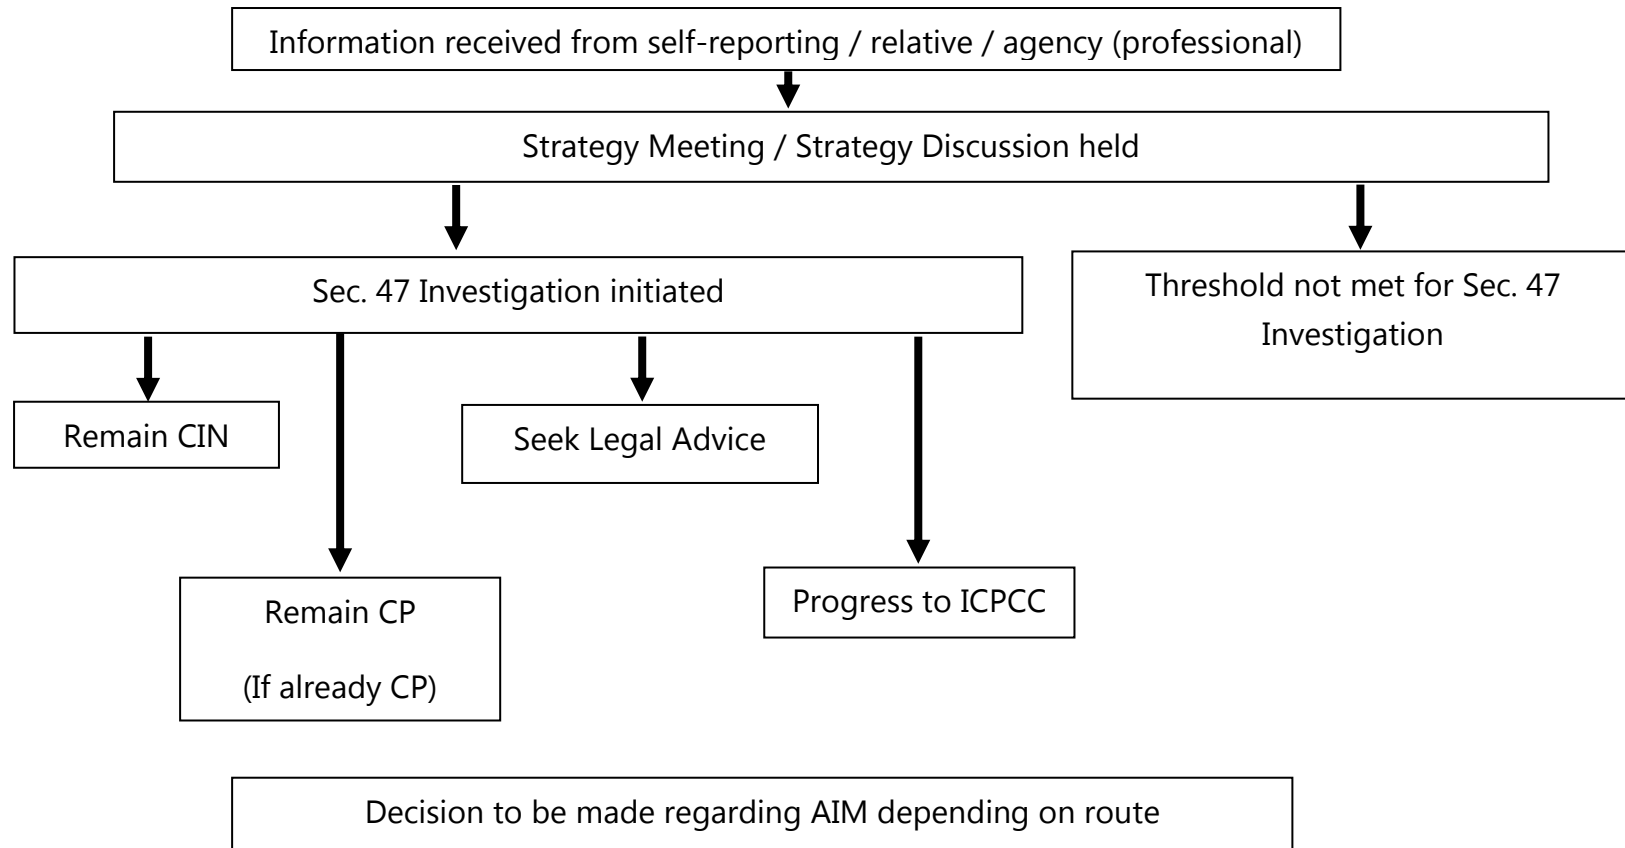 Information received from self-reporting / relative / agency (professional)
Strategy Meeting / Strategy Discussion held
Sec. 47 Investigation initiated
Threshold not met for Sec. 47
Investigation
Remain CIN
Seek Legal Advice
Remain CP
(If already CP)
Progress to ICPCC
Decision to be made regarding AIM depending on route